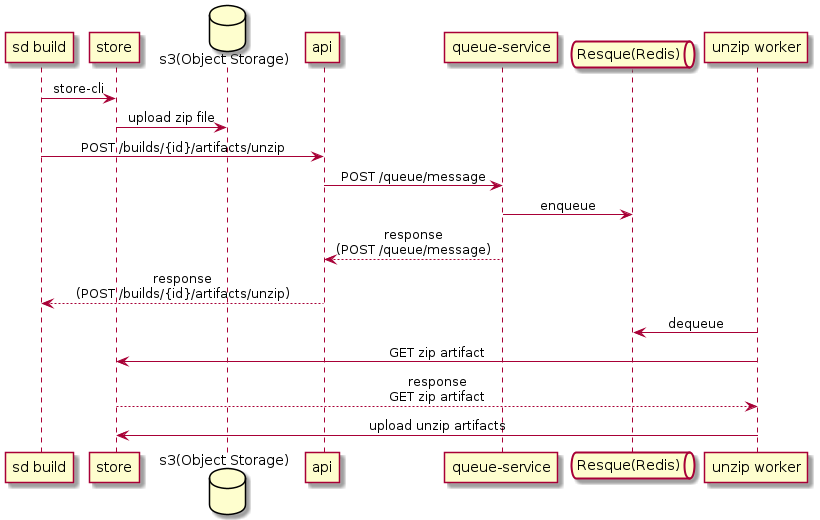 sd build
store
s3(Object Storage)
api
queue-service
Resque(Redis)
unzip worker
store-cli
upload zip file
POST /builds/{id}/artifacts/unzip
POST /queue/message
enqueue
response
(POST /queue/message)
response
(POST /builds/{id}/artifacts/unzip)
dequeue
GET zip artifact
response
GET zip artifact
upload unzip artifacts
sd build
store
s3(Object Storage)
api
queue-service
Resque(Redis)
unzip worker